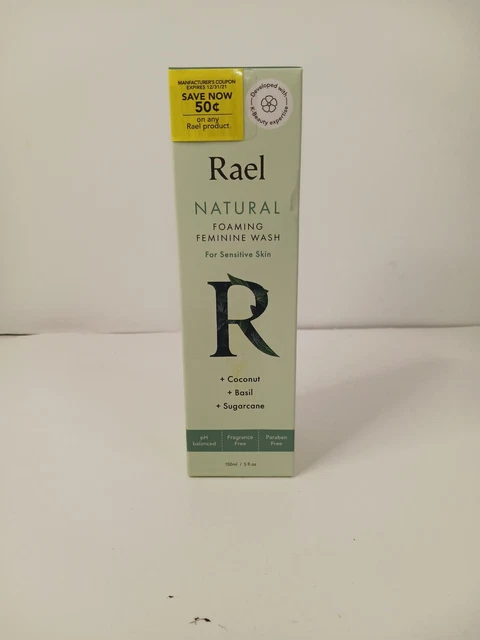 MANUFACTURER'S COUPON
EXPIRES 12/31/21
SAVE NOW
50¢
on any
Rael product.
Developed with
K-Beauty expertise
Rael
NATURAL
FOAMING
FEMININE WASH
For Sensitive Skin
R
+ Coconut
+ Basil
+ Sugarcane
pH balanced
Fragrance Free
Paraben Free
150ml / 5 fl oz